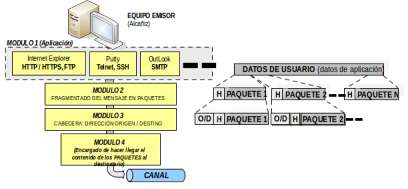 EQUIPO EMISOR
(Alcañiz)
MODULO 1 (Aplicación)
Internet Explorer
HTTP / HTTPS, FTP
Putty
Telnet, SSH
OutLook
SMTP
MODULO 2
FRAGMENTADO DEL MENSAJE EN PAQUETES
MODULO 3
CABECERA: DIRECCIÓN ORIGEN / DESTINO
MODULO 4
(Encargado de hacer llegar el
contenido de los PAQUETES al
destinatario)
CANAL
DATOS DE USUARIO (datos de aplicación
H PAQUETE 1
H PAQUETE 2
H PAQUETE N
O/D H PAQUETE 1
O/D H PAQUETE 2